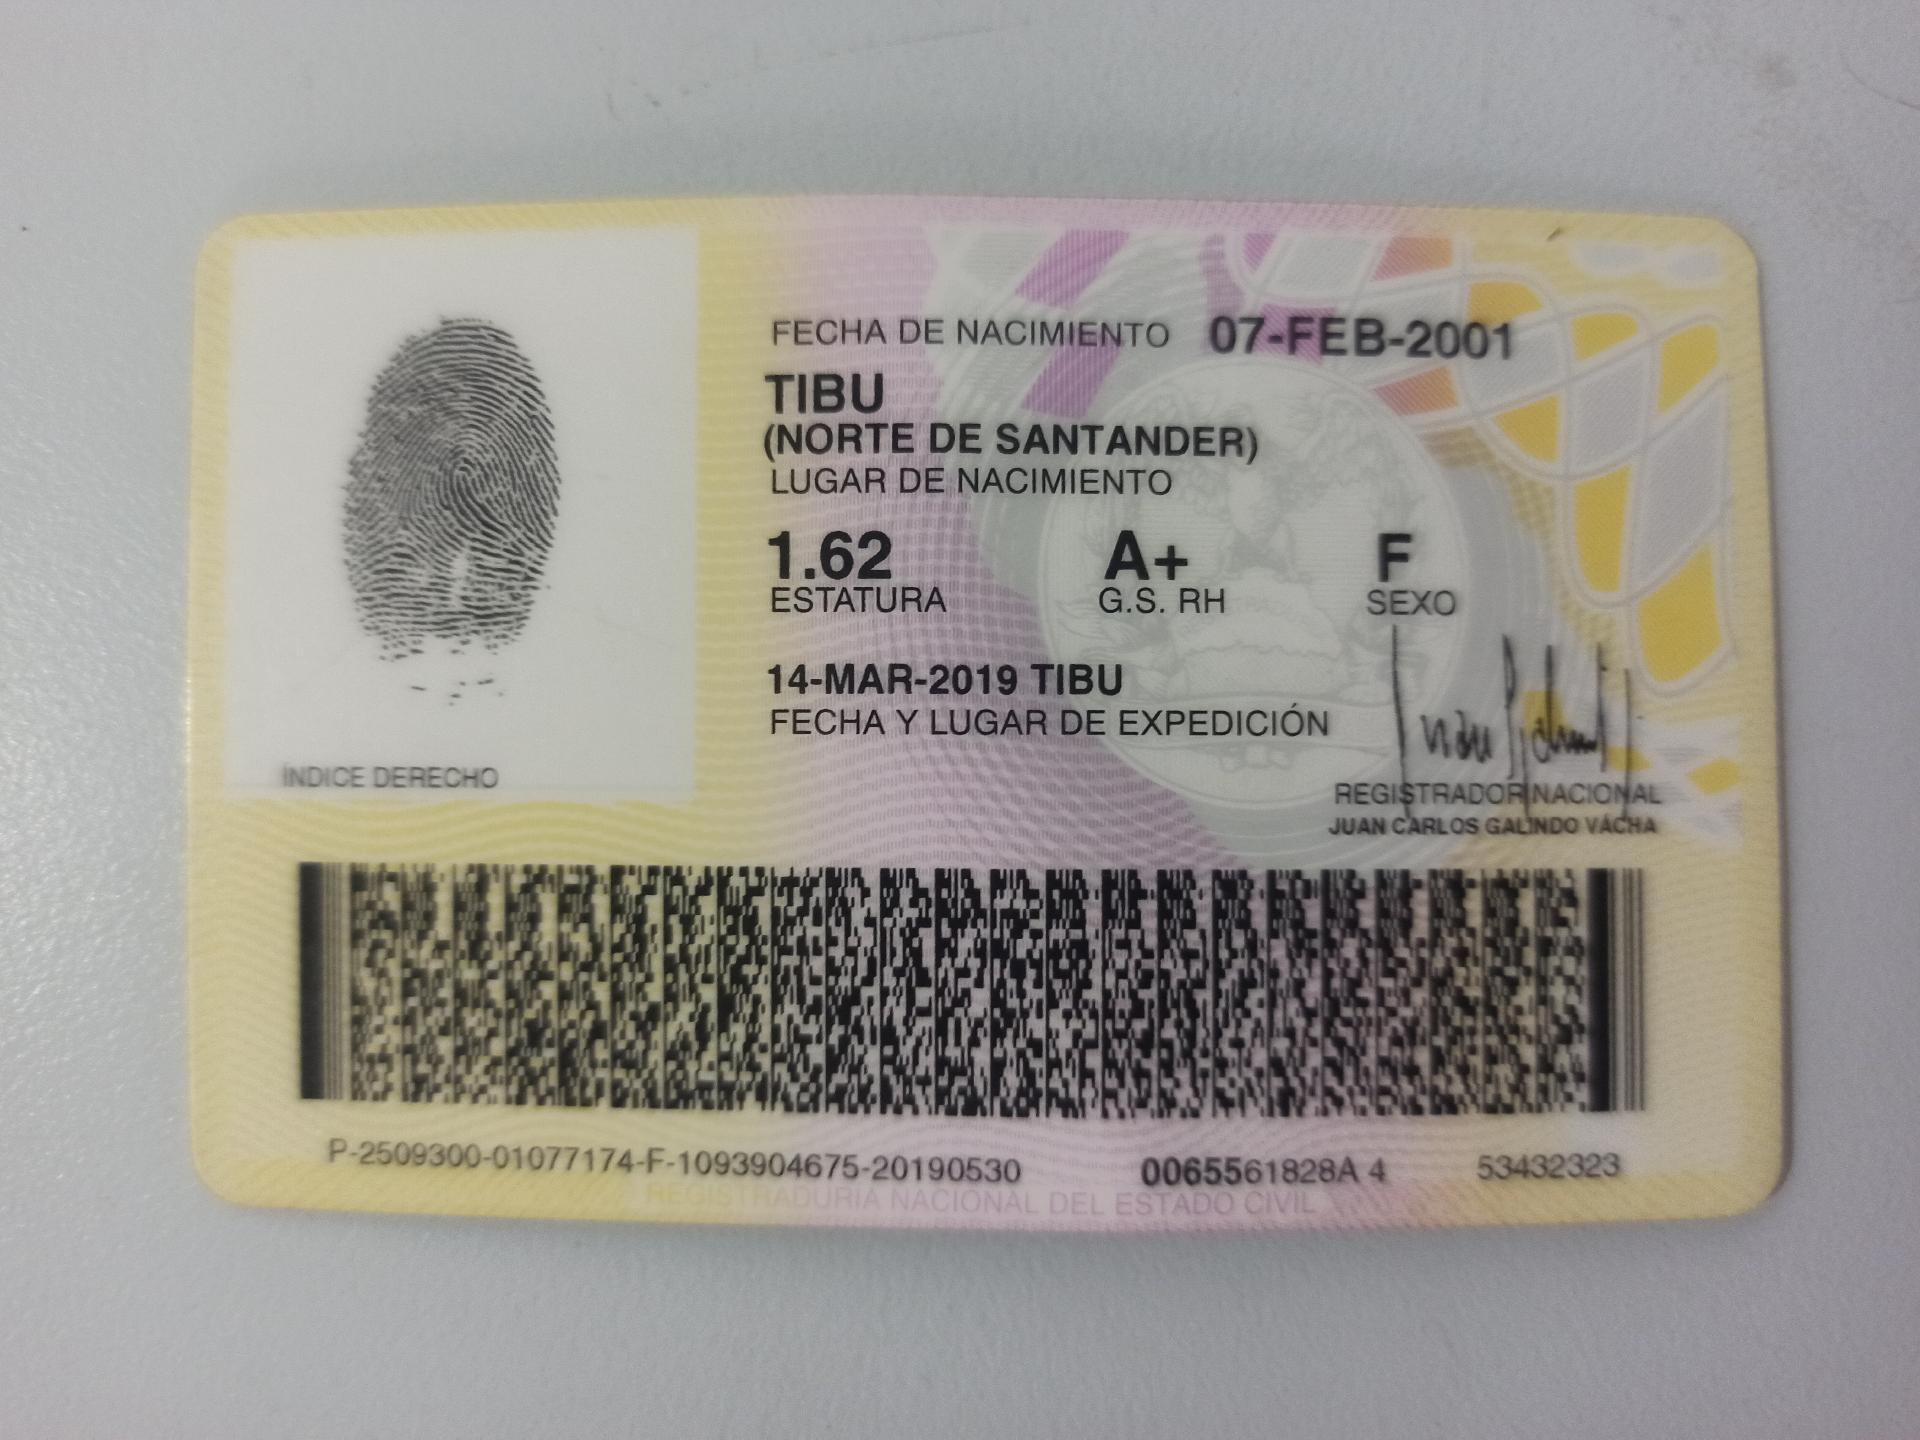 FECHA DE NACIMIENTO 07-FEB-2001
TIBU
(NORTE DE SANTANDER)
LUGAR DE NACIMIENTO
1.62 A+ F
ESTATURA G.S. RH SEXO
14-MAR-2019 TIBU
FECHA Y LUGAR DE EXPEDICIÓN
ÍNDICE DERECHO
REGISTRADOR NACIONAL
JUAN CARLOS GALINDO VÁCHA
P-2509300-01077174-F-1093904675-20190530 0065561828A 4 53432323
REGISTRADURIA NACIONAL DEL ESTADO CIVIL